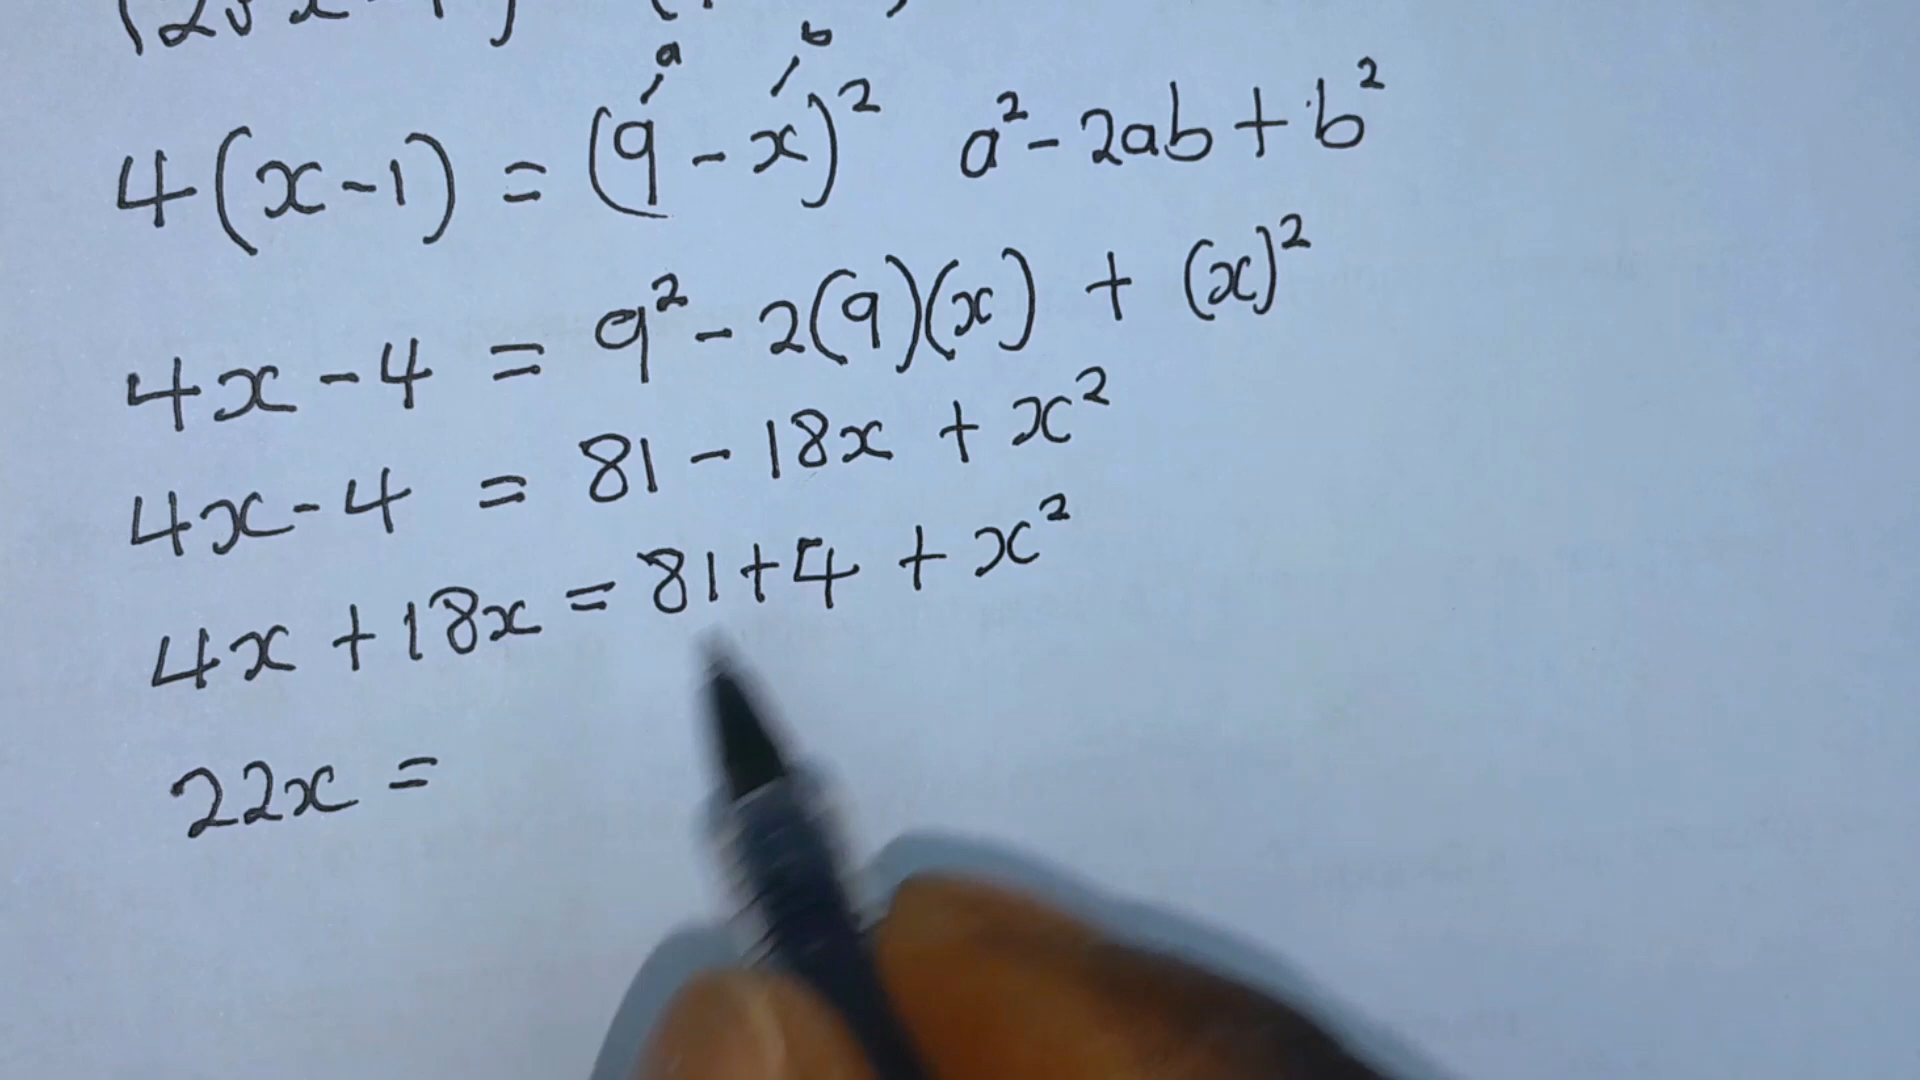 a b
4(x-1) = (9-x)² a²-2ab+b²
4x-4 = 9²-2(9)(x) + (x)²
4x-4 = 81-18x+x²
4x+18x = 81+4+x²
22x =